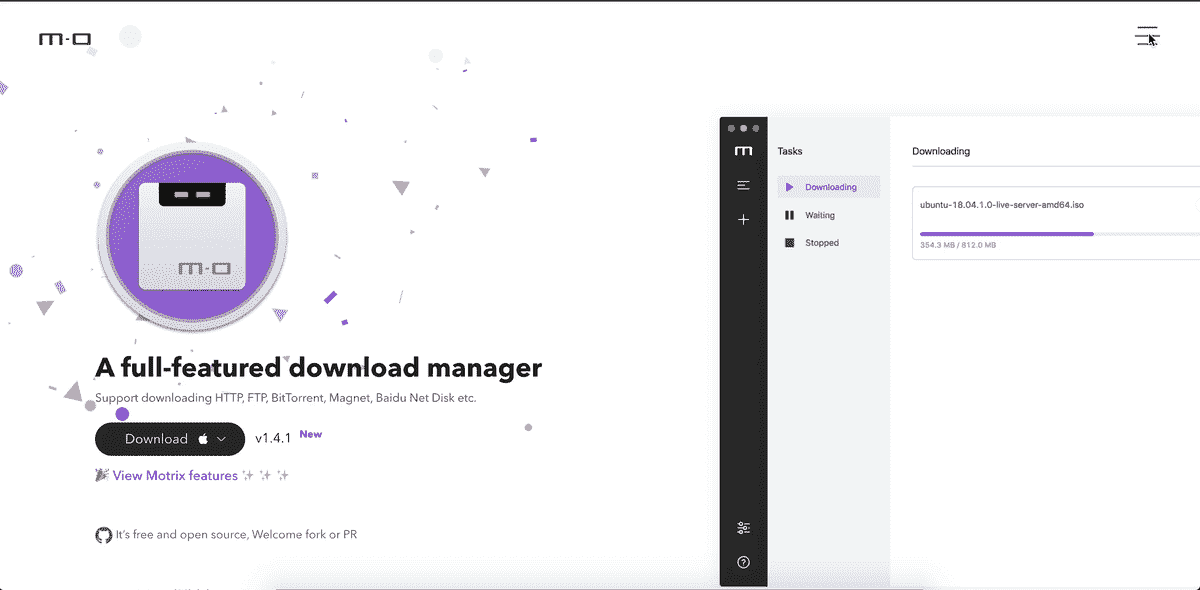 m·o
m·o
A full-featured download manager
Support downloading HTTP, FTP, BitTorrent, Magnet, Baidu Net Disk etc.
Download
v1.4.1 New
View Motrix features
It's free and open source, Welcome fork or PR
m
Tasks
Downloading
Waiting
Stopped
Downloading
ubuntu-18.04.1.0-live-server-amd64.iso
354.3 MB / 812.0 MB